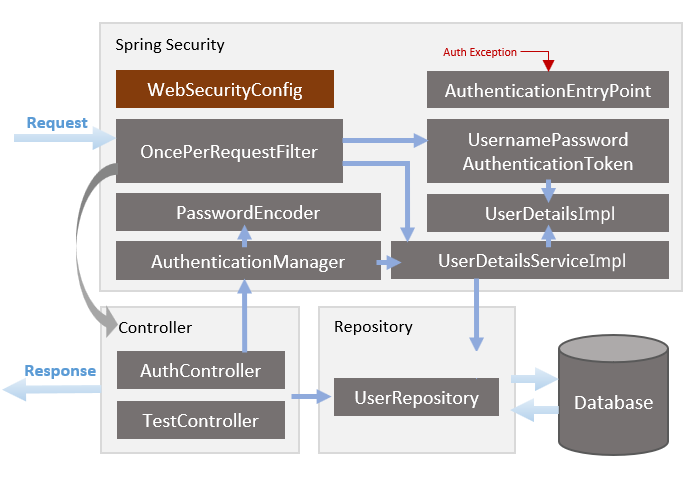 Spring Security
Auth Exception
WebSecurityConfig
AuthenticationEntryPoint
Request
OncePerRequestFilter
UsernamePassword
AuthenticationToken
PasswordEncoder
UserDetailsImpl
AuthenticationManager
UserDetailsServiceImpl
Controller
Repository
Response
AuthController
UserRepository
Database
TestController